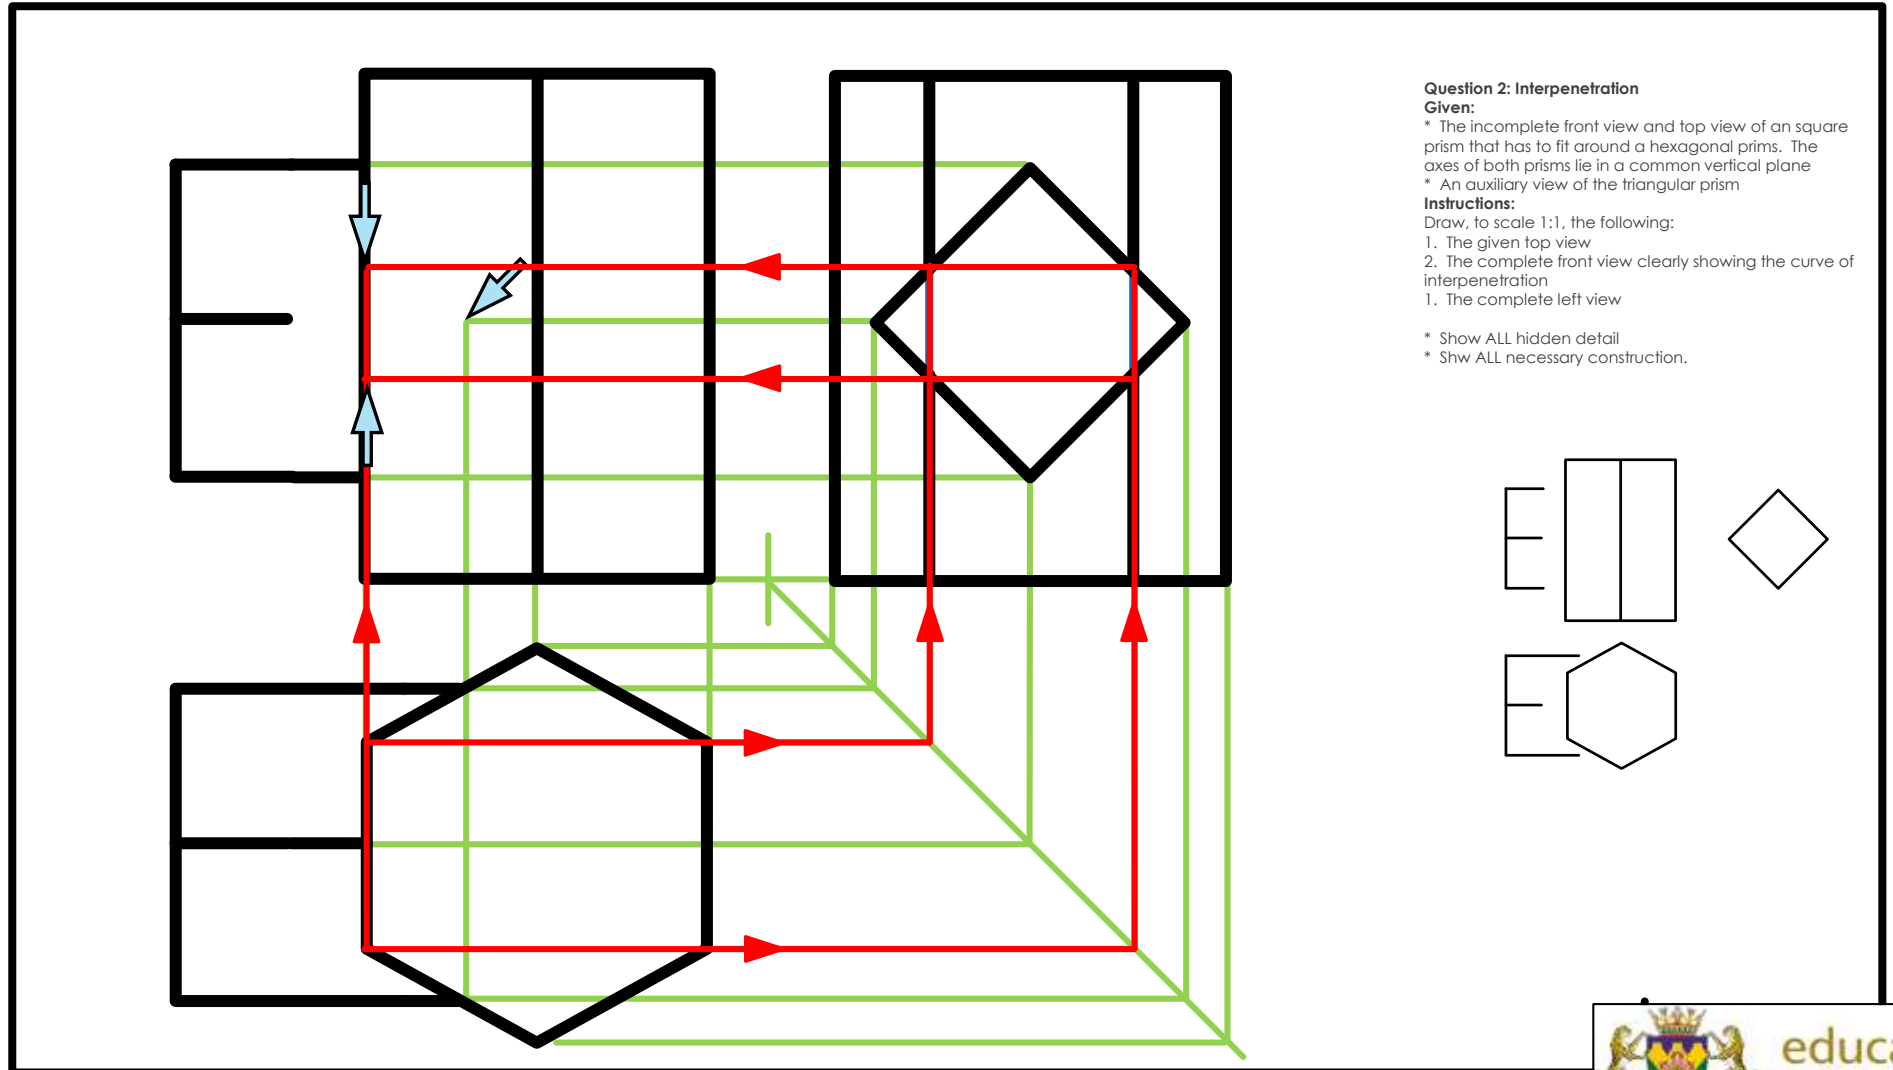 Question 2: Interpenetration
Given:
* The incomplete front view and top view of an square
prism that has to fit around a hexagonal prims. The
axes of both prisms lie in a common vertical plane
* An auxiliary view of the triangular prism
Instructions:
Draw, to scale 1:1, the following:
1. The given top view
2. The complete front view clearly showing the curve of
interpenetration
1. The complete left view
* Show ALL hidden detail
* Shw ALL necessary construction.
educa